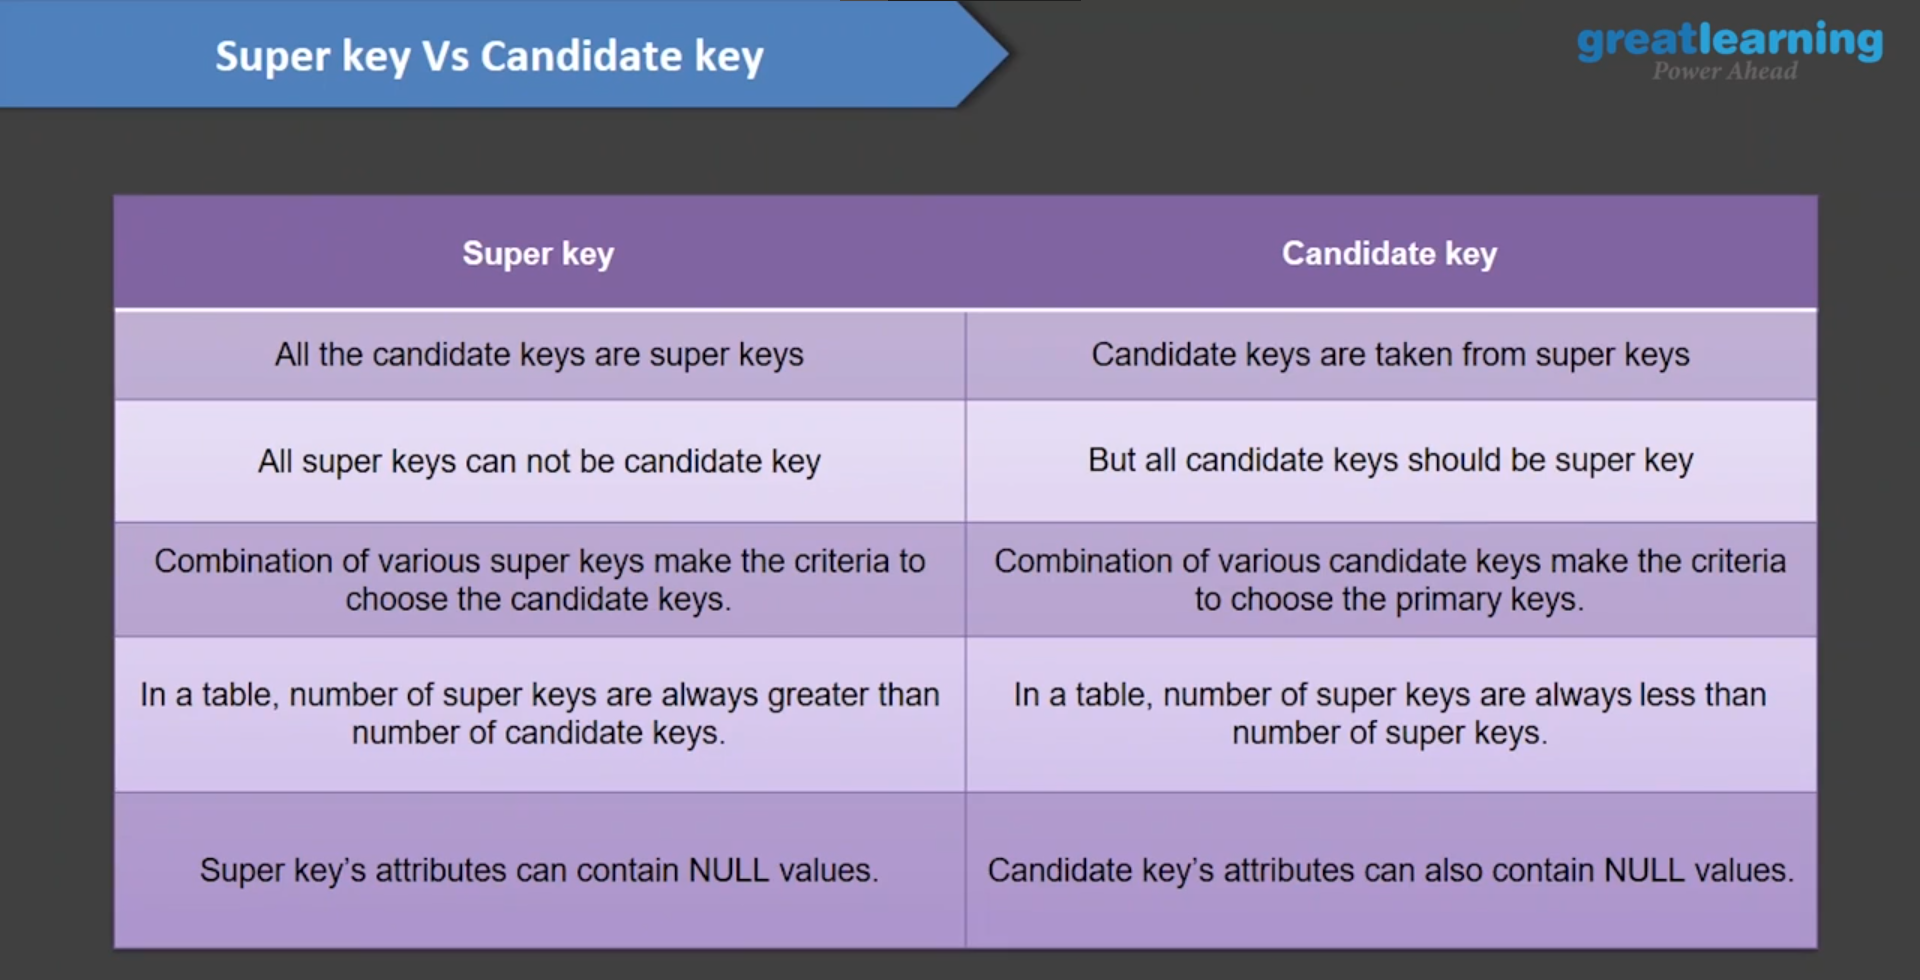 Super key Vs Candidate key
greatlearning
Power Ahead
Super key
Candidate key
All the candidate keys are super keys
Candidate keys are taken from super keys
All super keys can not be candidate key
But all candidate keys should be super key
Combination of various super keys make the criteria to
choose the candidate keys.
Combination of various candidate keys make the criteria
to choose the primary keys.
In a table, number of super keys are always greater than
number of candidate keys.
In a table, number of super keys are always less than
number of super keys.
Super key’s attributes can contain NULL values.
Candidate key’s attributes can also contain NULL values.